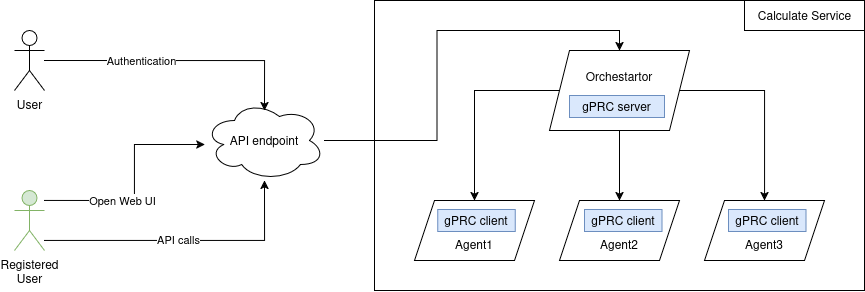 Calculate Service
User
Authentication
API endpoint
Open Web UI
API calls
Registered
User
Orchestartor
gPRC server
gPRC client
Agent1
gPRC client
Agent2
gPRC client
Agent3